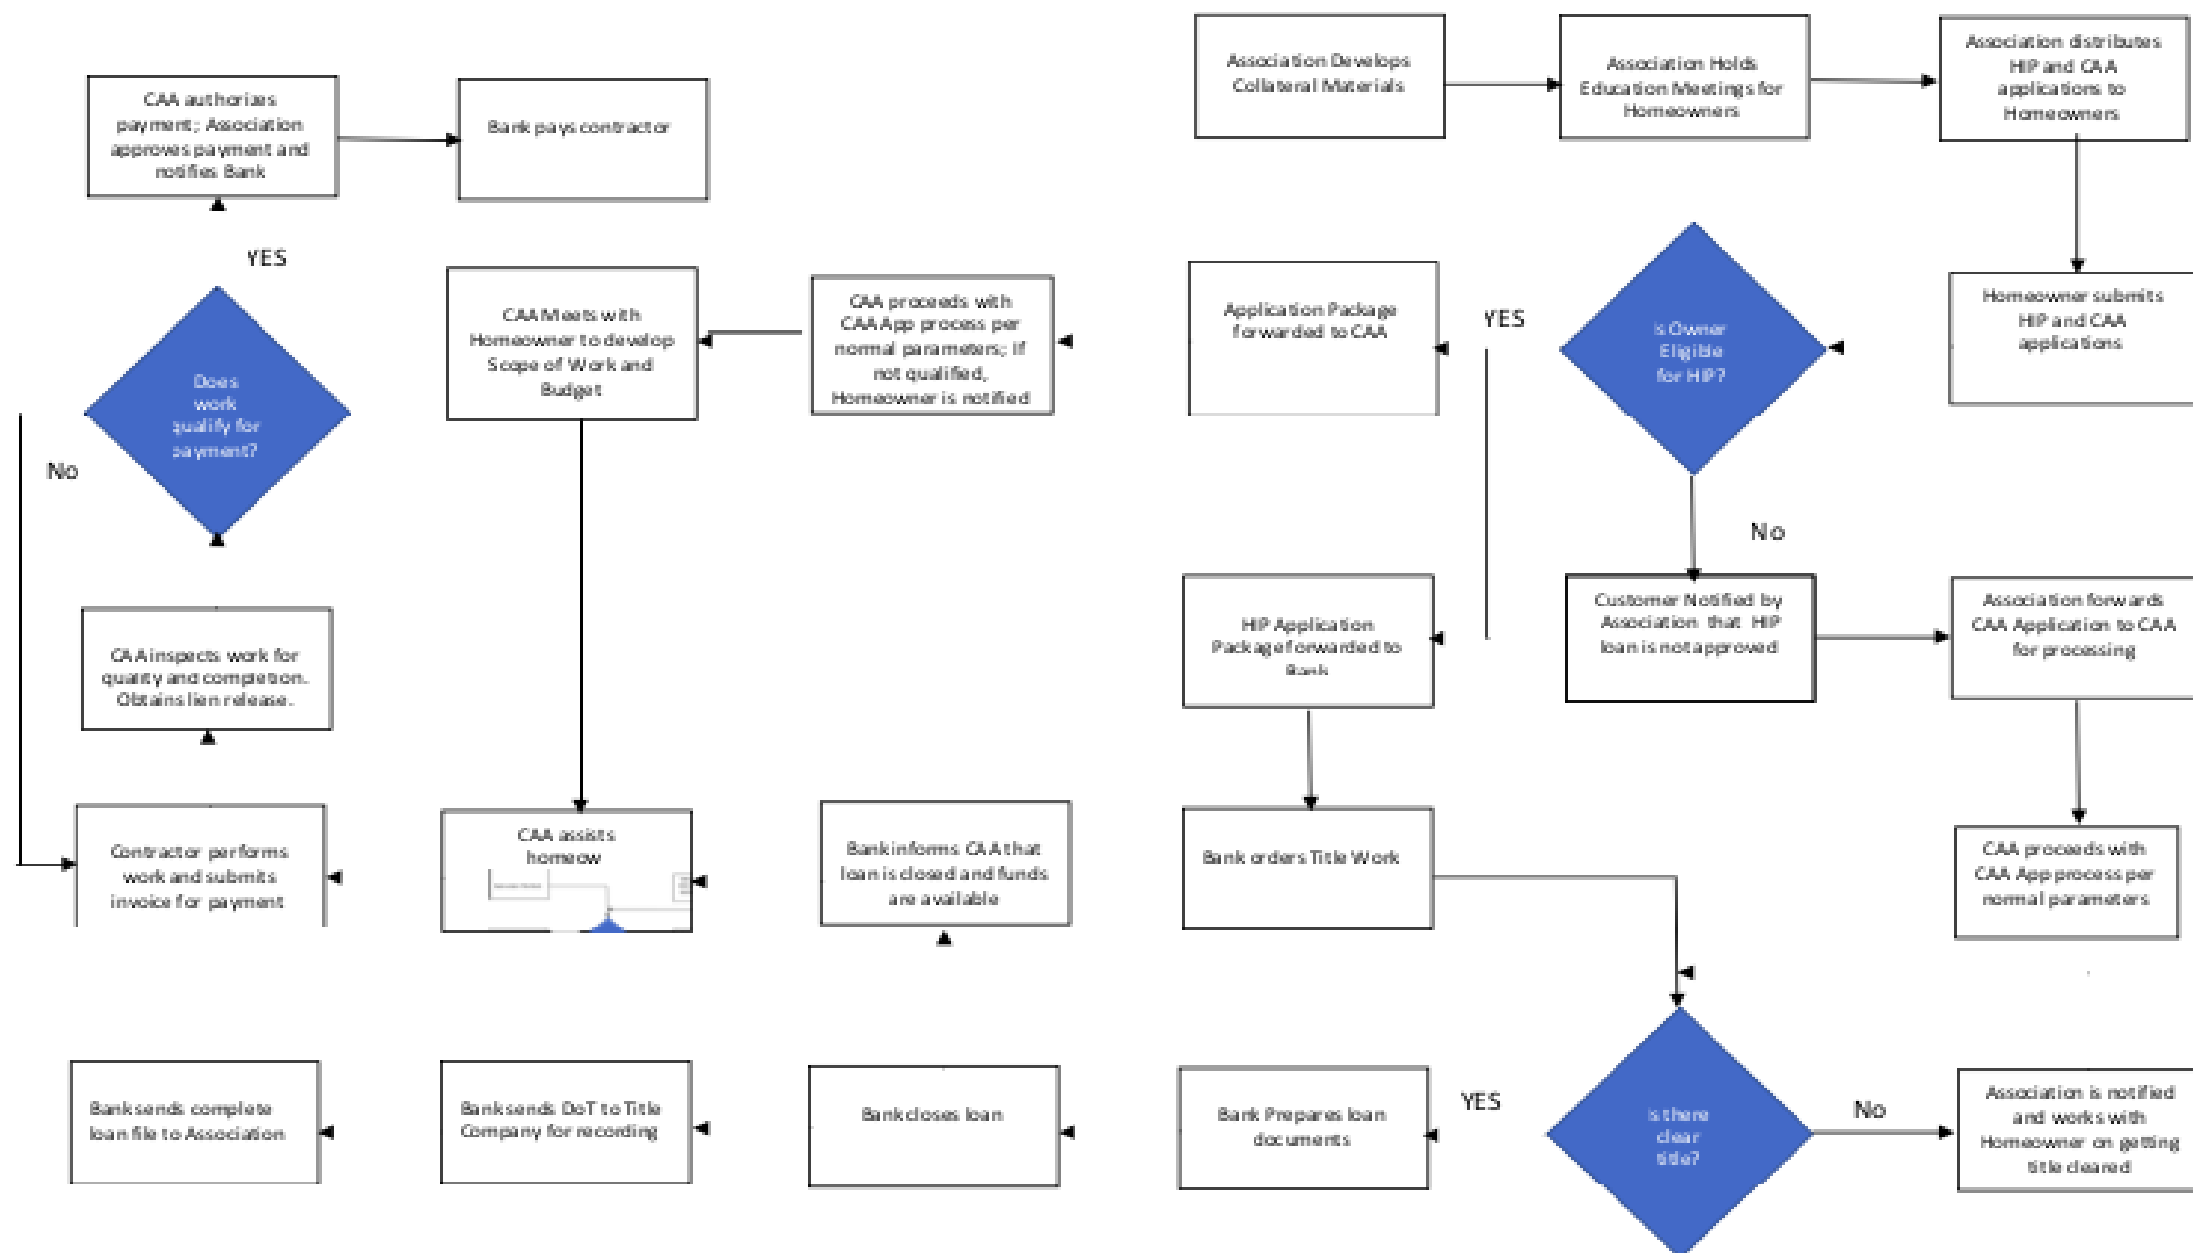 CAA authorizes
payment; Association
approves payment and
notifies Bank
Bank pays contractor
Association Develops
Collateral Materials
Association Holds
Education Meetings for
Homeowners
Association distributes
HIP and CAA
applications to
Homeowners
YES
Does
work
qualify for
payment?
No
CAA Meets with
Homeowner to develop
Scope of Work and
Budget
CAA proceeds with
CAA App process per
normal parameters; If
not qualified,
Homeowner is notified
Application Package
forwarded to CAA
YES
Is Owner
Eligible
for HIP?
Homeowner submits
HIP and CAA
applications
No
CAA inspects work for
quality and completion.
Obtains lien release.
HIP Application
Package forwarded to
Bank
Customer Notified by
Association that HIP
loan is not approved
Association forwards
CAA Application to CAA
for processing
Contractor performs
work and submits
invoice for payment
CAA assists
homeow
Bank informs CAA that
loan is closed and funds
are available
Bank orders Title Work
CAA proceeds with
CAA App process per
normal parameters
Bank sends complete
loan file to Association
Bank sends DoT to Title
Company for recording
Bank closes loan
Bank Prepares loan
documents
YES
Is there
clear
title?
No
Association is notified
and works with
Homeowner on getting
title cleared